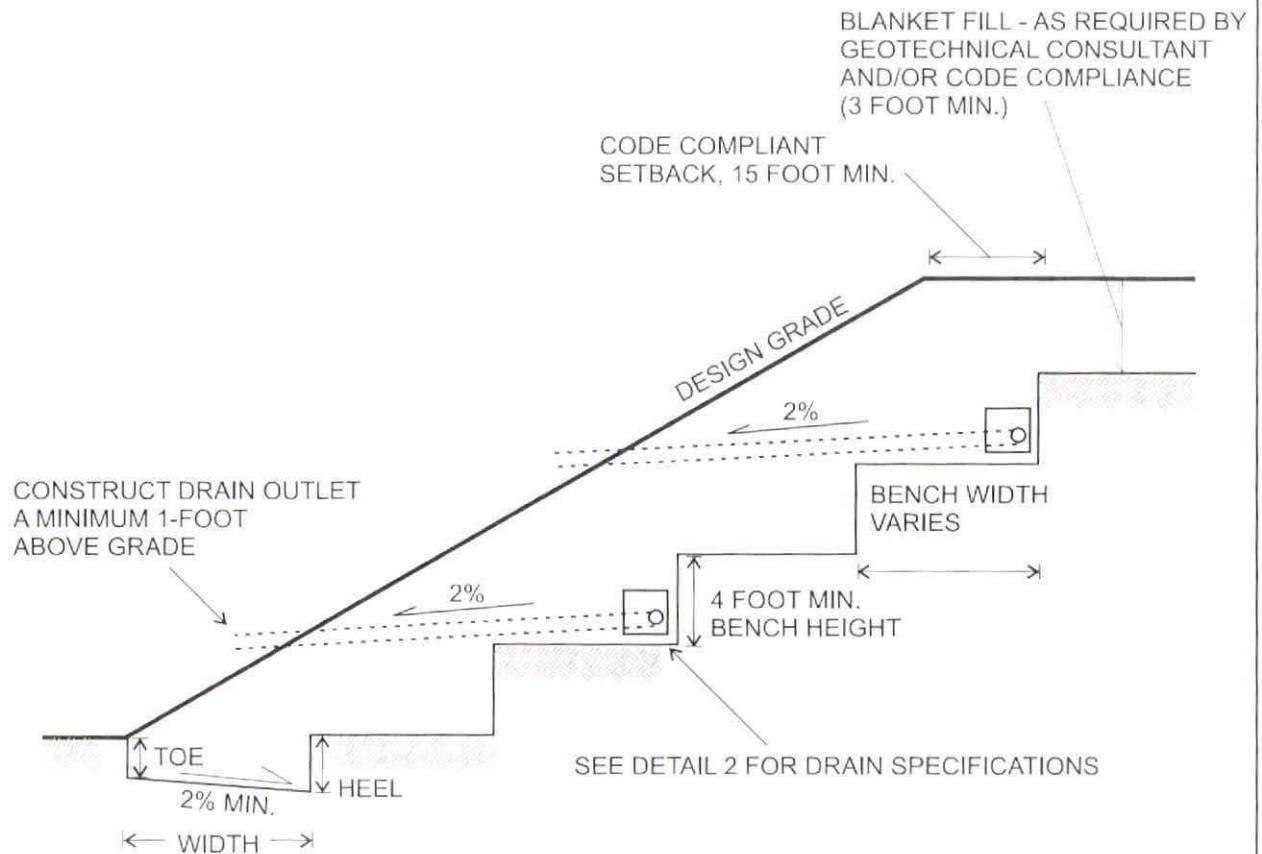 BLANKET FILL - AS REQUIRED BY
GEOTECHNICAL CONSULTANT
AND/OR CODE COMPLIANCE
(3 FOOT MIN.)
CODE COMPLIANT
SETBACK, 15 FOOT MIN.
DESIGN GRADE
2%
CONSTRUCT DRAIN OUTLET
A MINIMUM 1-FOOT
ABOVE GRADE
BENCH WIDTH
VARIES
2%
4 FOOT MIN.
BENCH HEIGHT
TOE
HEEL
2% MIN.
WIDTH
SEE DETAIL 2 FOR DRAIN SPECIFICATIONS